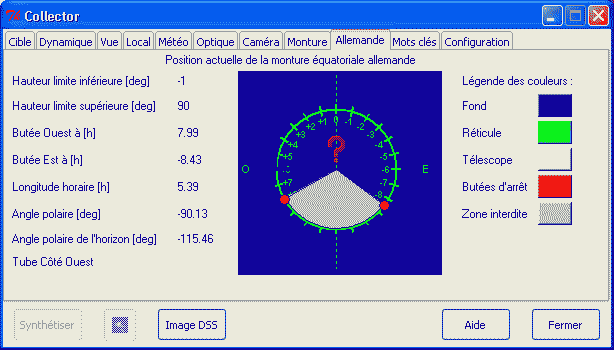 Collector
Cible Dynamique Vue Local Météo Optique Caméra Monture Allemande Mots clés Configuration
Position actuelle de la monture équatoriale allemande
Hauteur limite inférieure [deg] -1
Hauteur limite supérieure [deg] 90
Butée Ouest à [h] 7.99
Butée Est à [h] -8.43
Longitude horaire [h] 5.39
Angle polaire [deg] -90.13
Angle polaire de l'horizon [deg] -115.46
Tube Côté Ouest
+3 +2 +1 0 -1 -2 -3
+4 -4
+5 -5
O -6 E
+7 -7
-8
Légende des couleurs :
Fond
Réticule
Télescope
Butées d'arrêt
Zone interdite
Synthétiser Image DSS Aide Fermer